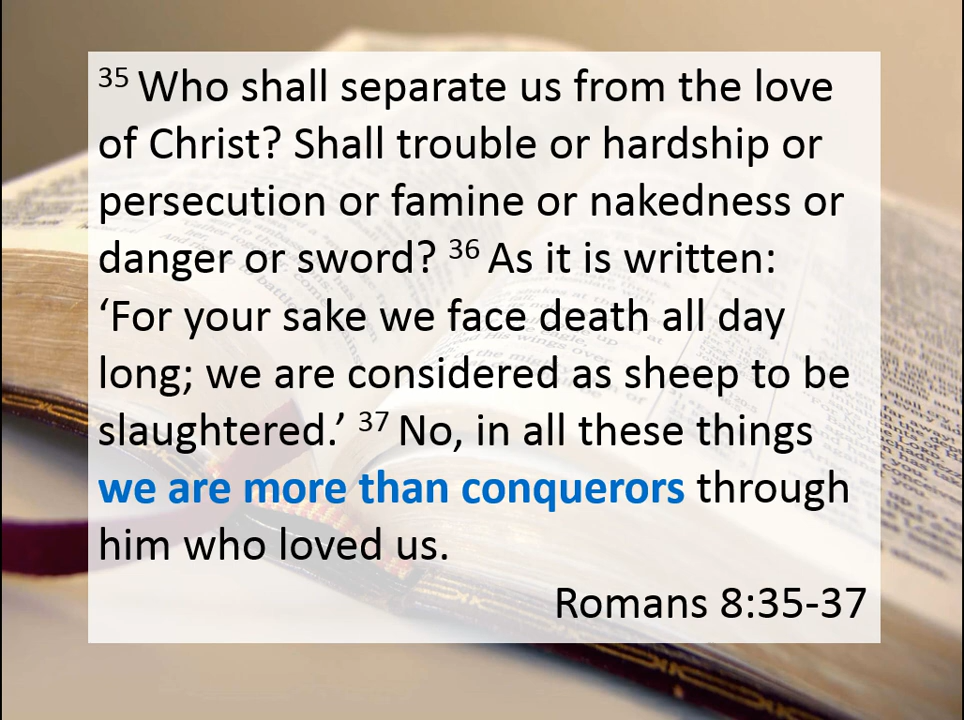 35 Who shall separate us from the love
of Christ? Shall trouble or hardship or
persecution or famine or nakedness or
danger or sword? 36 As it is written:
‘For your sake we face death all day
long; we are considered as sheep to be
slaughtered.’ 37 No, in all these things
we are more than conquerors through
him who loved us.
Romans 8:35-37